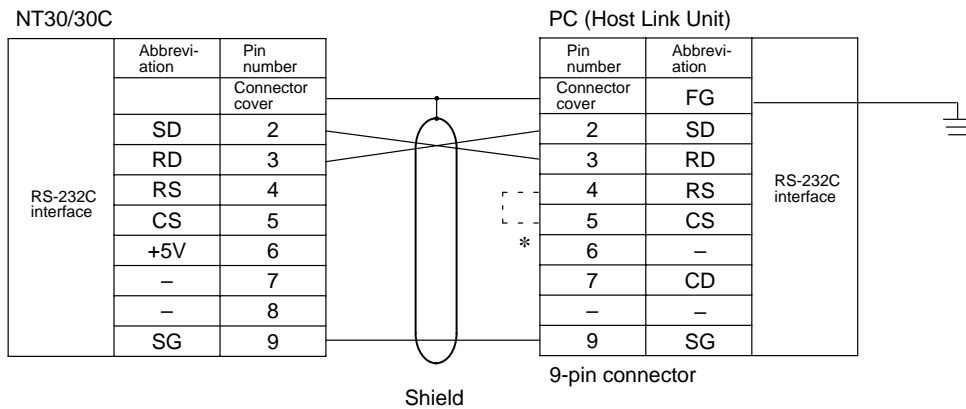 NT30/30C
PC (Host Link Unit)
Abbrevi-
ation
Pin
number
Pin
number
Abbrevi-
ation
Connector
cover
Connector
cover
FG
SD 2 2 SD
RD 3 3 RD
RS 4 4 RS
CS 5 5 CS
+5V 6 * 6 –
– 7 7 CD
– 8 – –
SG 9 9 SG
RS-232C
interface
RS-232C
interface
9-pin connector
Shield